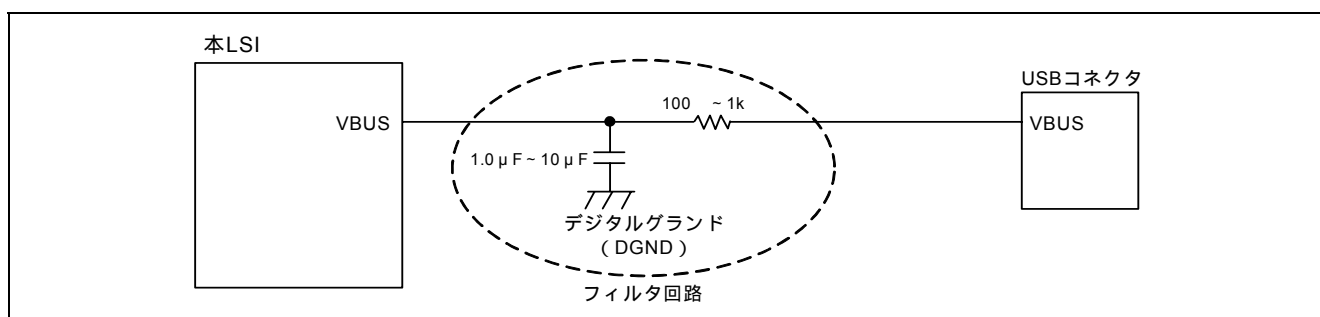 本LSI
USBコネクタ
100 ~ 1k
VBUS
VBUS
1.0 μ F ~ 10 μ F
デジタルグランド
( DGND )
フィルタ回路